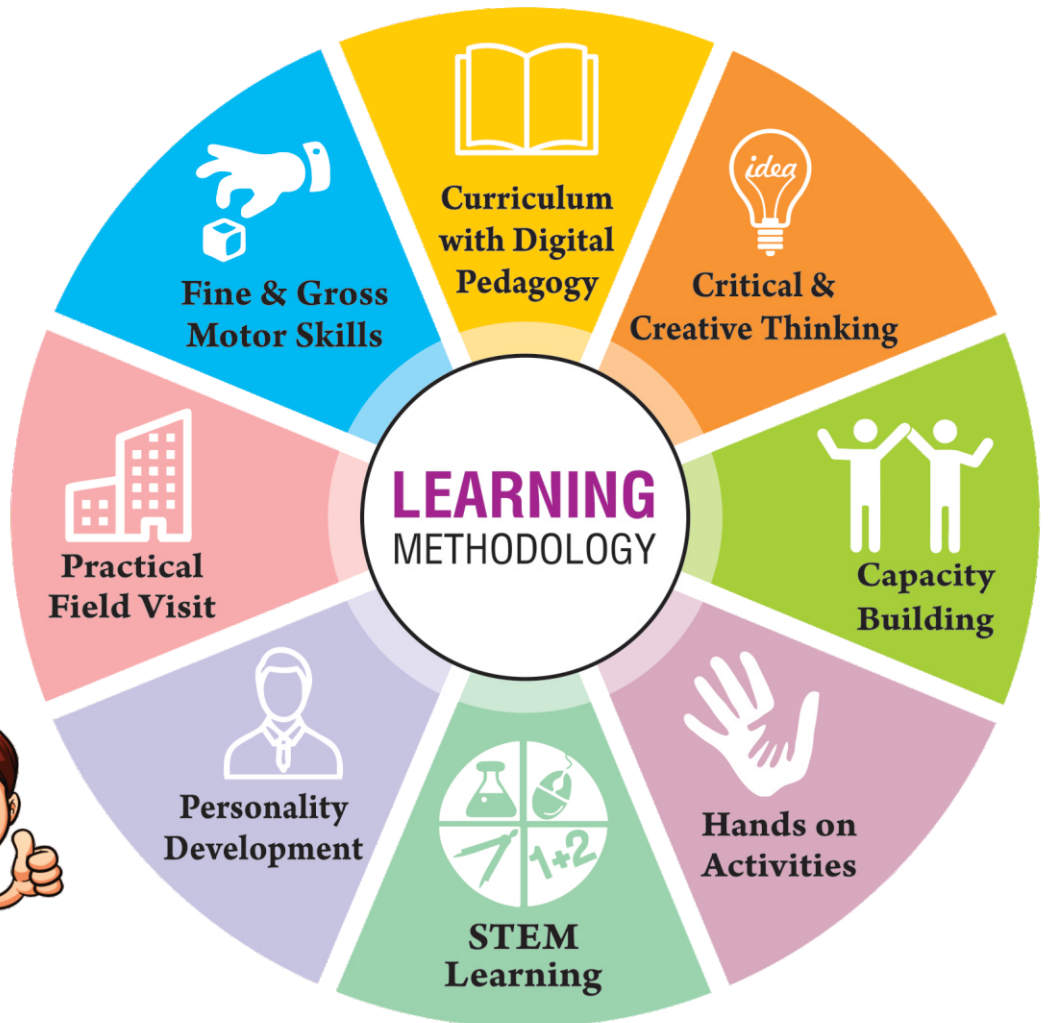 LEARNING
METHODOLOGY
Curriculum
with Digital
Pedagogy
idea
Critical &
Creative Thinking
Capacity
Building
Hands on
Activities
1+2
STEM
Learning
Personality
Development
Practical
Field Visit
Fine & Gross
Motor Skills